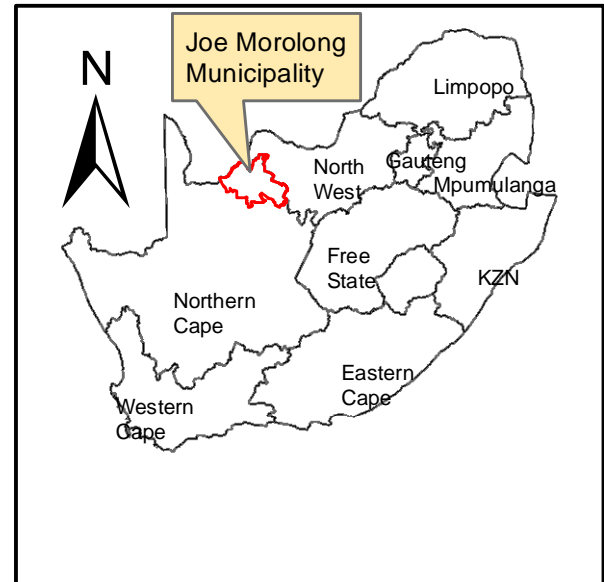 Joe Morolong
Municipality
N
Limpopo
North
West
Gauteng
Mpumulanga
Free
State
KZN
Northern
Cape
Eastern
Cape
Western
Cape